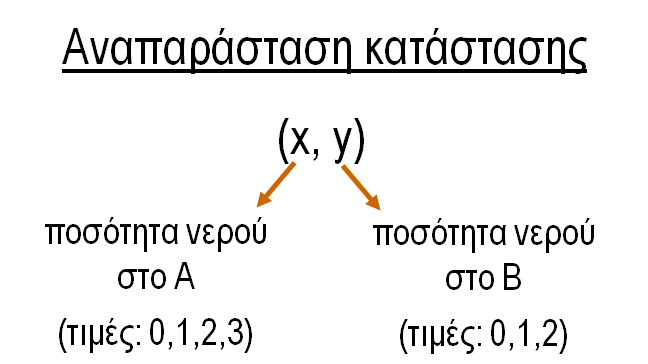 Αναπαράσταση κατάστασης
(x, y)
ποσότητα νερού
στο Α
(τιμές: 0,1,2,3)
ποσότητα νερού
στο Β
(τιμές: 0,1,2)